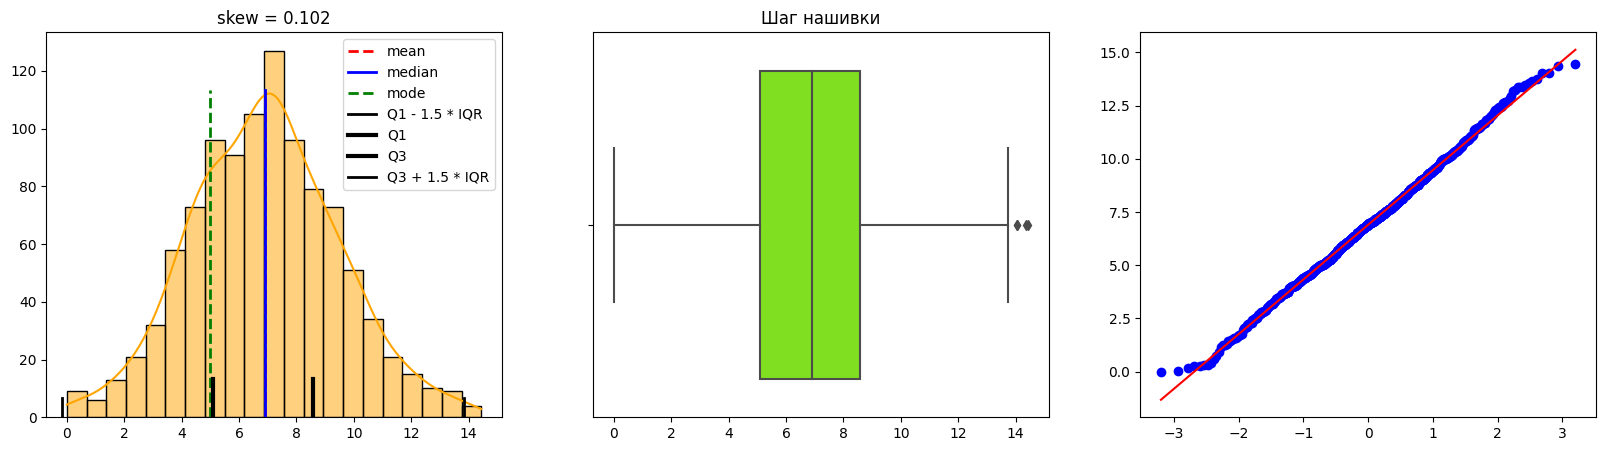 skew = 0.102
mean
median
mode
Q1 - 1.5 * IQR
Q1
Q3
Q3 + 1.5 * IQR
120
100
80
60
40
20
0
0 2 4 6 8 10 12 14
Шаг нашивки
0 2 4 6 8 10 12 14
15.0
12.5
10.0
7.5
5.0
2.5
0.0
−3 −2 −1 0 1 2 3